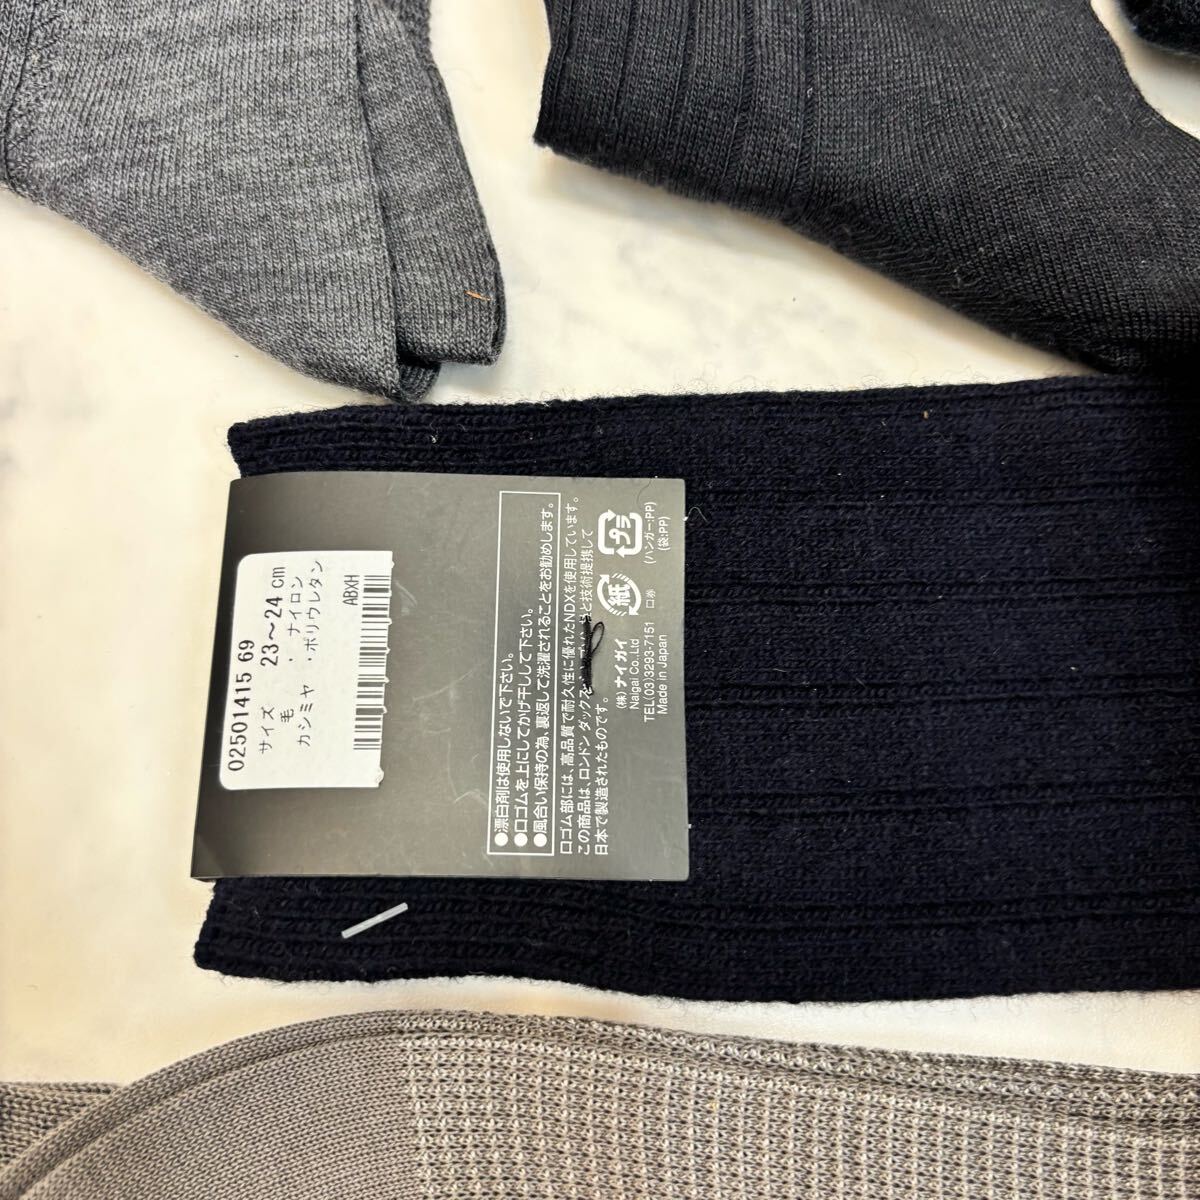 02501415 69
サイズ 23〜24 cm
毛 ・ ナイロン
カシミヤ ・ポリウレタン
ABXH
●漂白剤は使用しないで下さい。
●口ゴムを上にしてかげ干しして下さい。
●風合い保持の為、裏返して洗濯されることをお勧めします。
口ゴム部には、高品質で耐久性に優れたNDXを使用しています。
この商品は、ロンドン ダックス と技術提携して
日本で製造されたものです。
(株)ナイガイ
Naigai Co.,Ltd
TEL(03)3293-7151
Made in Japan
紙
口券
プラ
(ハンガー:PP)
(袋:PP)